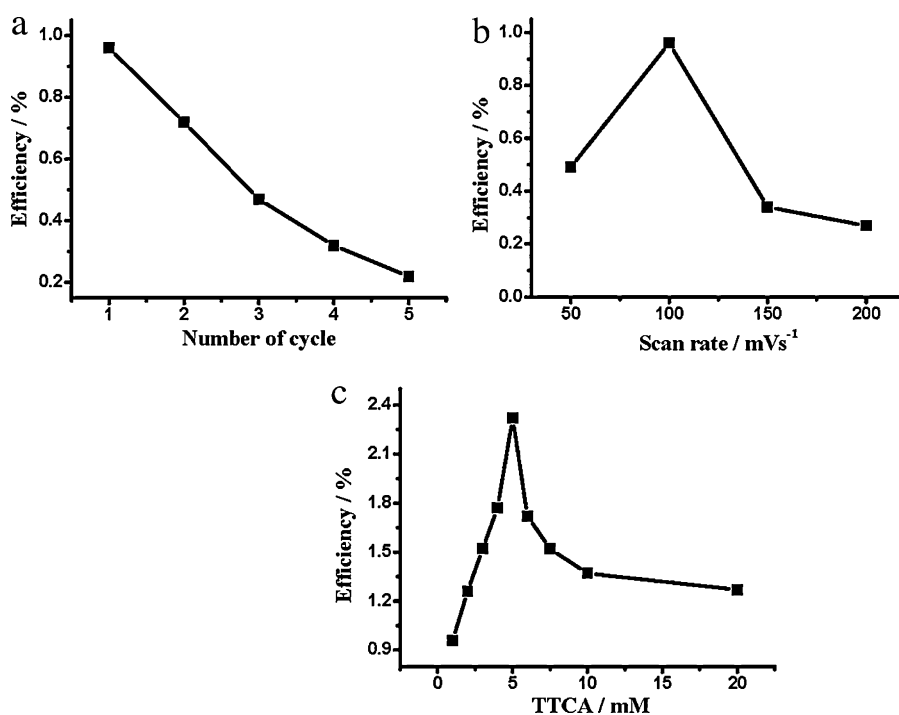 a
Efficiency / %
1.0
0.8
0.6
0.4
0.2
1 2 3 4 5
Number of cycle
b
Efficiency / %
1.0
0.8
0.6
0.4
0.2
0.0
50 100 150 200
Scan rate / mVs⁻¹
c
Efficiency / %
2.4
2.1
1.8
1.5
1.2
0.9
0 5 10 15 20
TTCA / mM